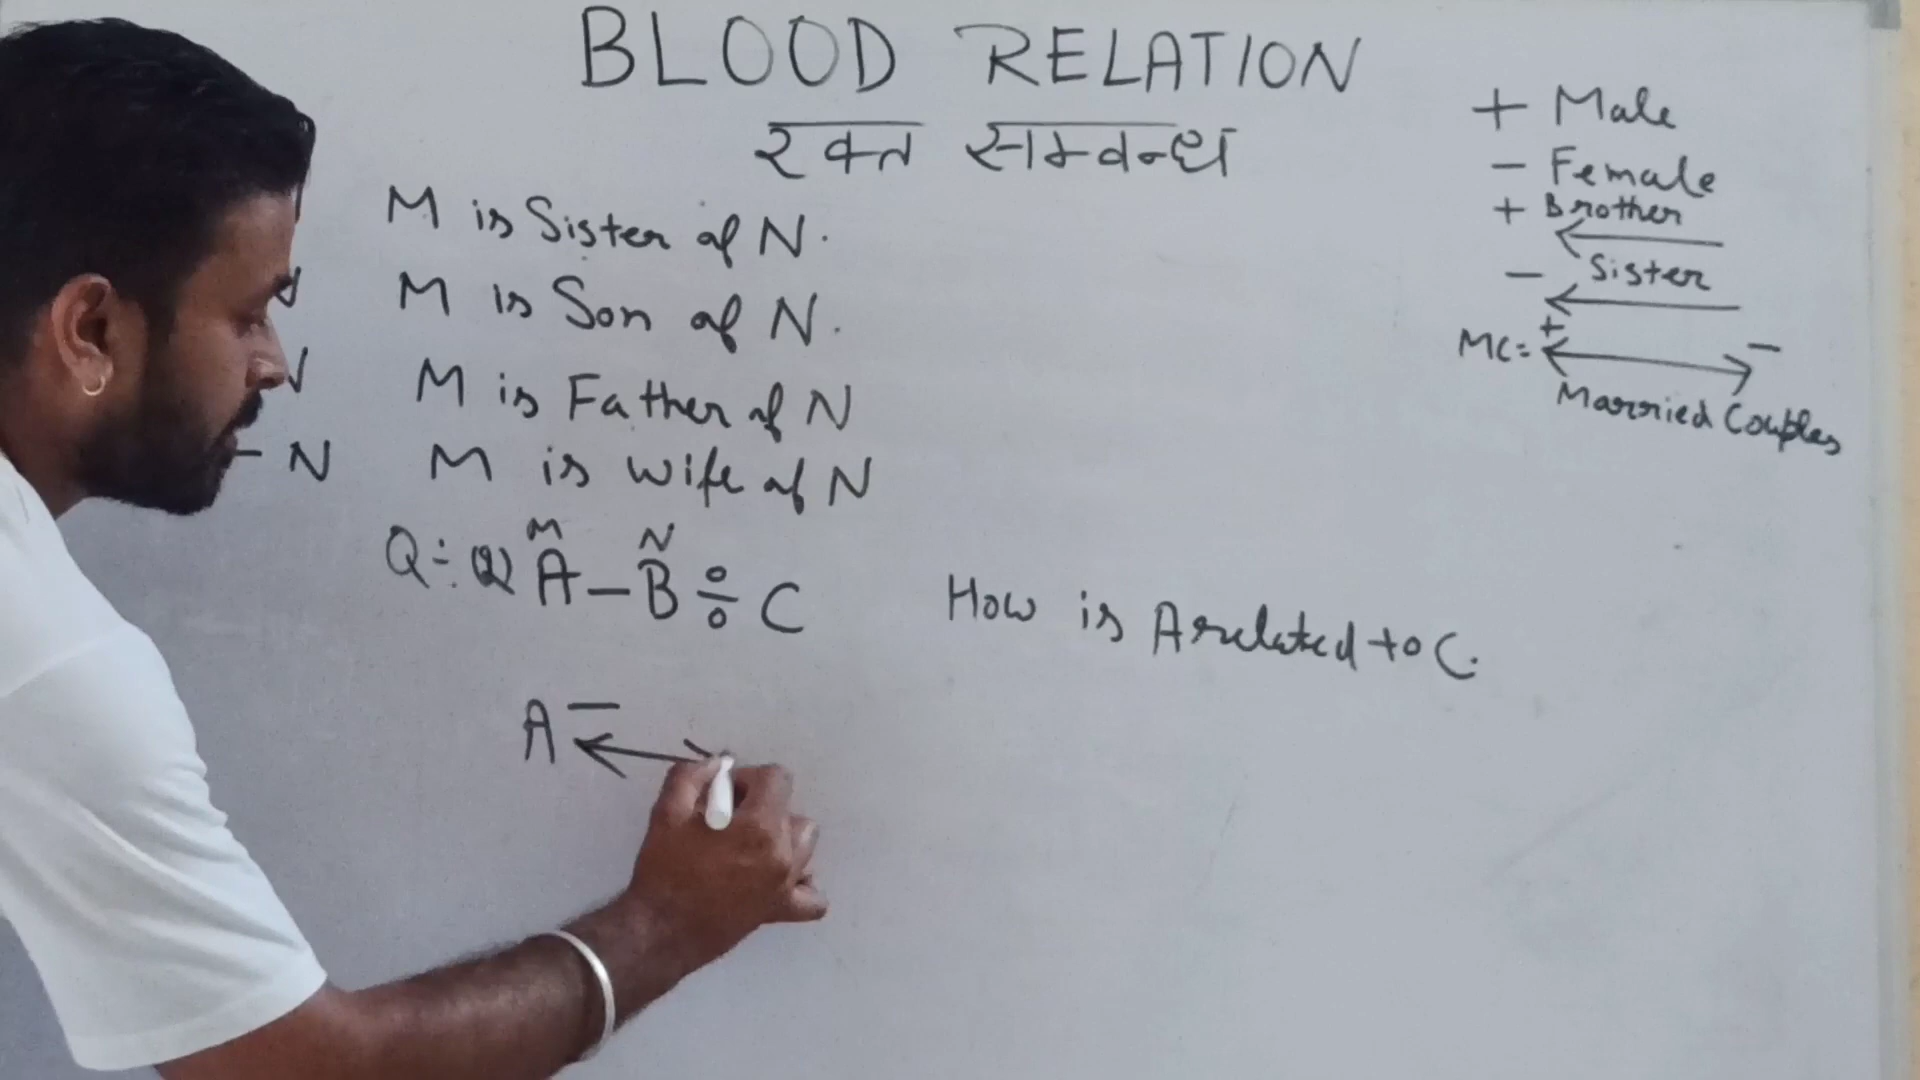 BLOOD RELATION
रक्त सम्बन्ध
M is Sister of N.
M is Son of N.
M is Father of N
- N M is wife of N
M N
Q÷ A - B ÷ C How is A related to C.
A -
+ Male
- Female
+ Brother
- Sister
MC= + -
Married Couples